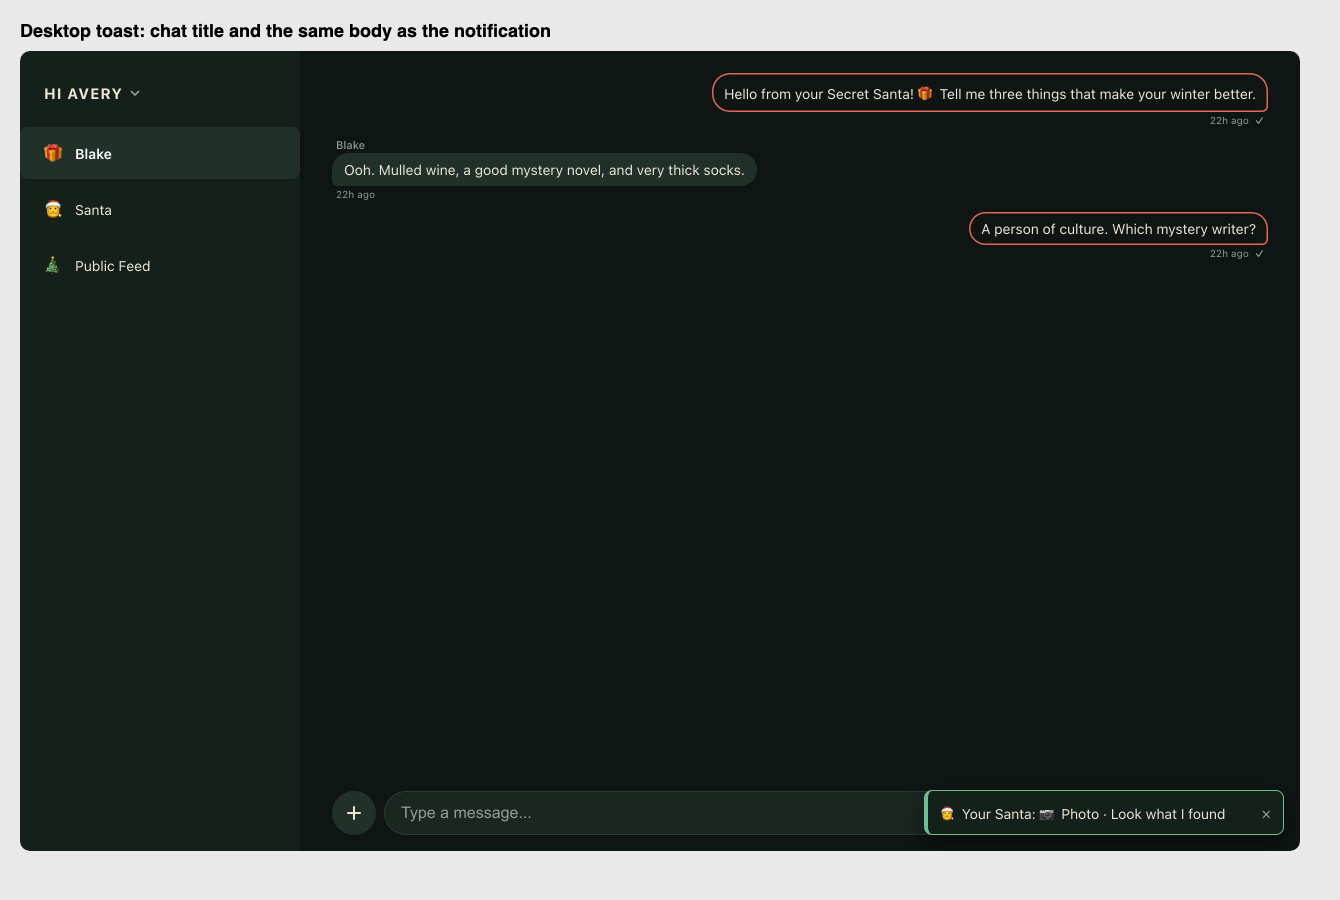 Desktop toast: chat title and the same body as the notification
HI AVERY
Blake
Santa
Public Feed
Hello from your Secret Santa! 🎁 Tell me three things that make your winter better.
22h ago ✓
Blake
Ooh. Mulled wine, a good mystery novel, and very thick socks.
22h ago
A person of culture. Which mystery writer?
22h ago ✓
Type a message...
🎅 Your Santa: 📷 Photo · Look what I found